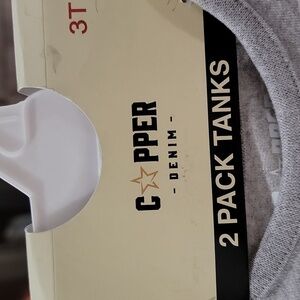 3T
C☆PPER
- DENIM -
2 PACK TANKS